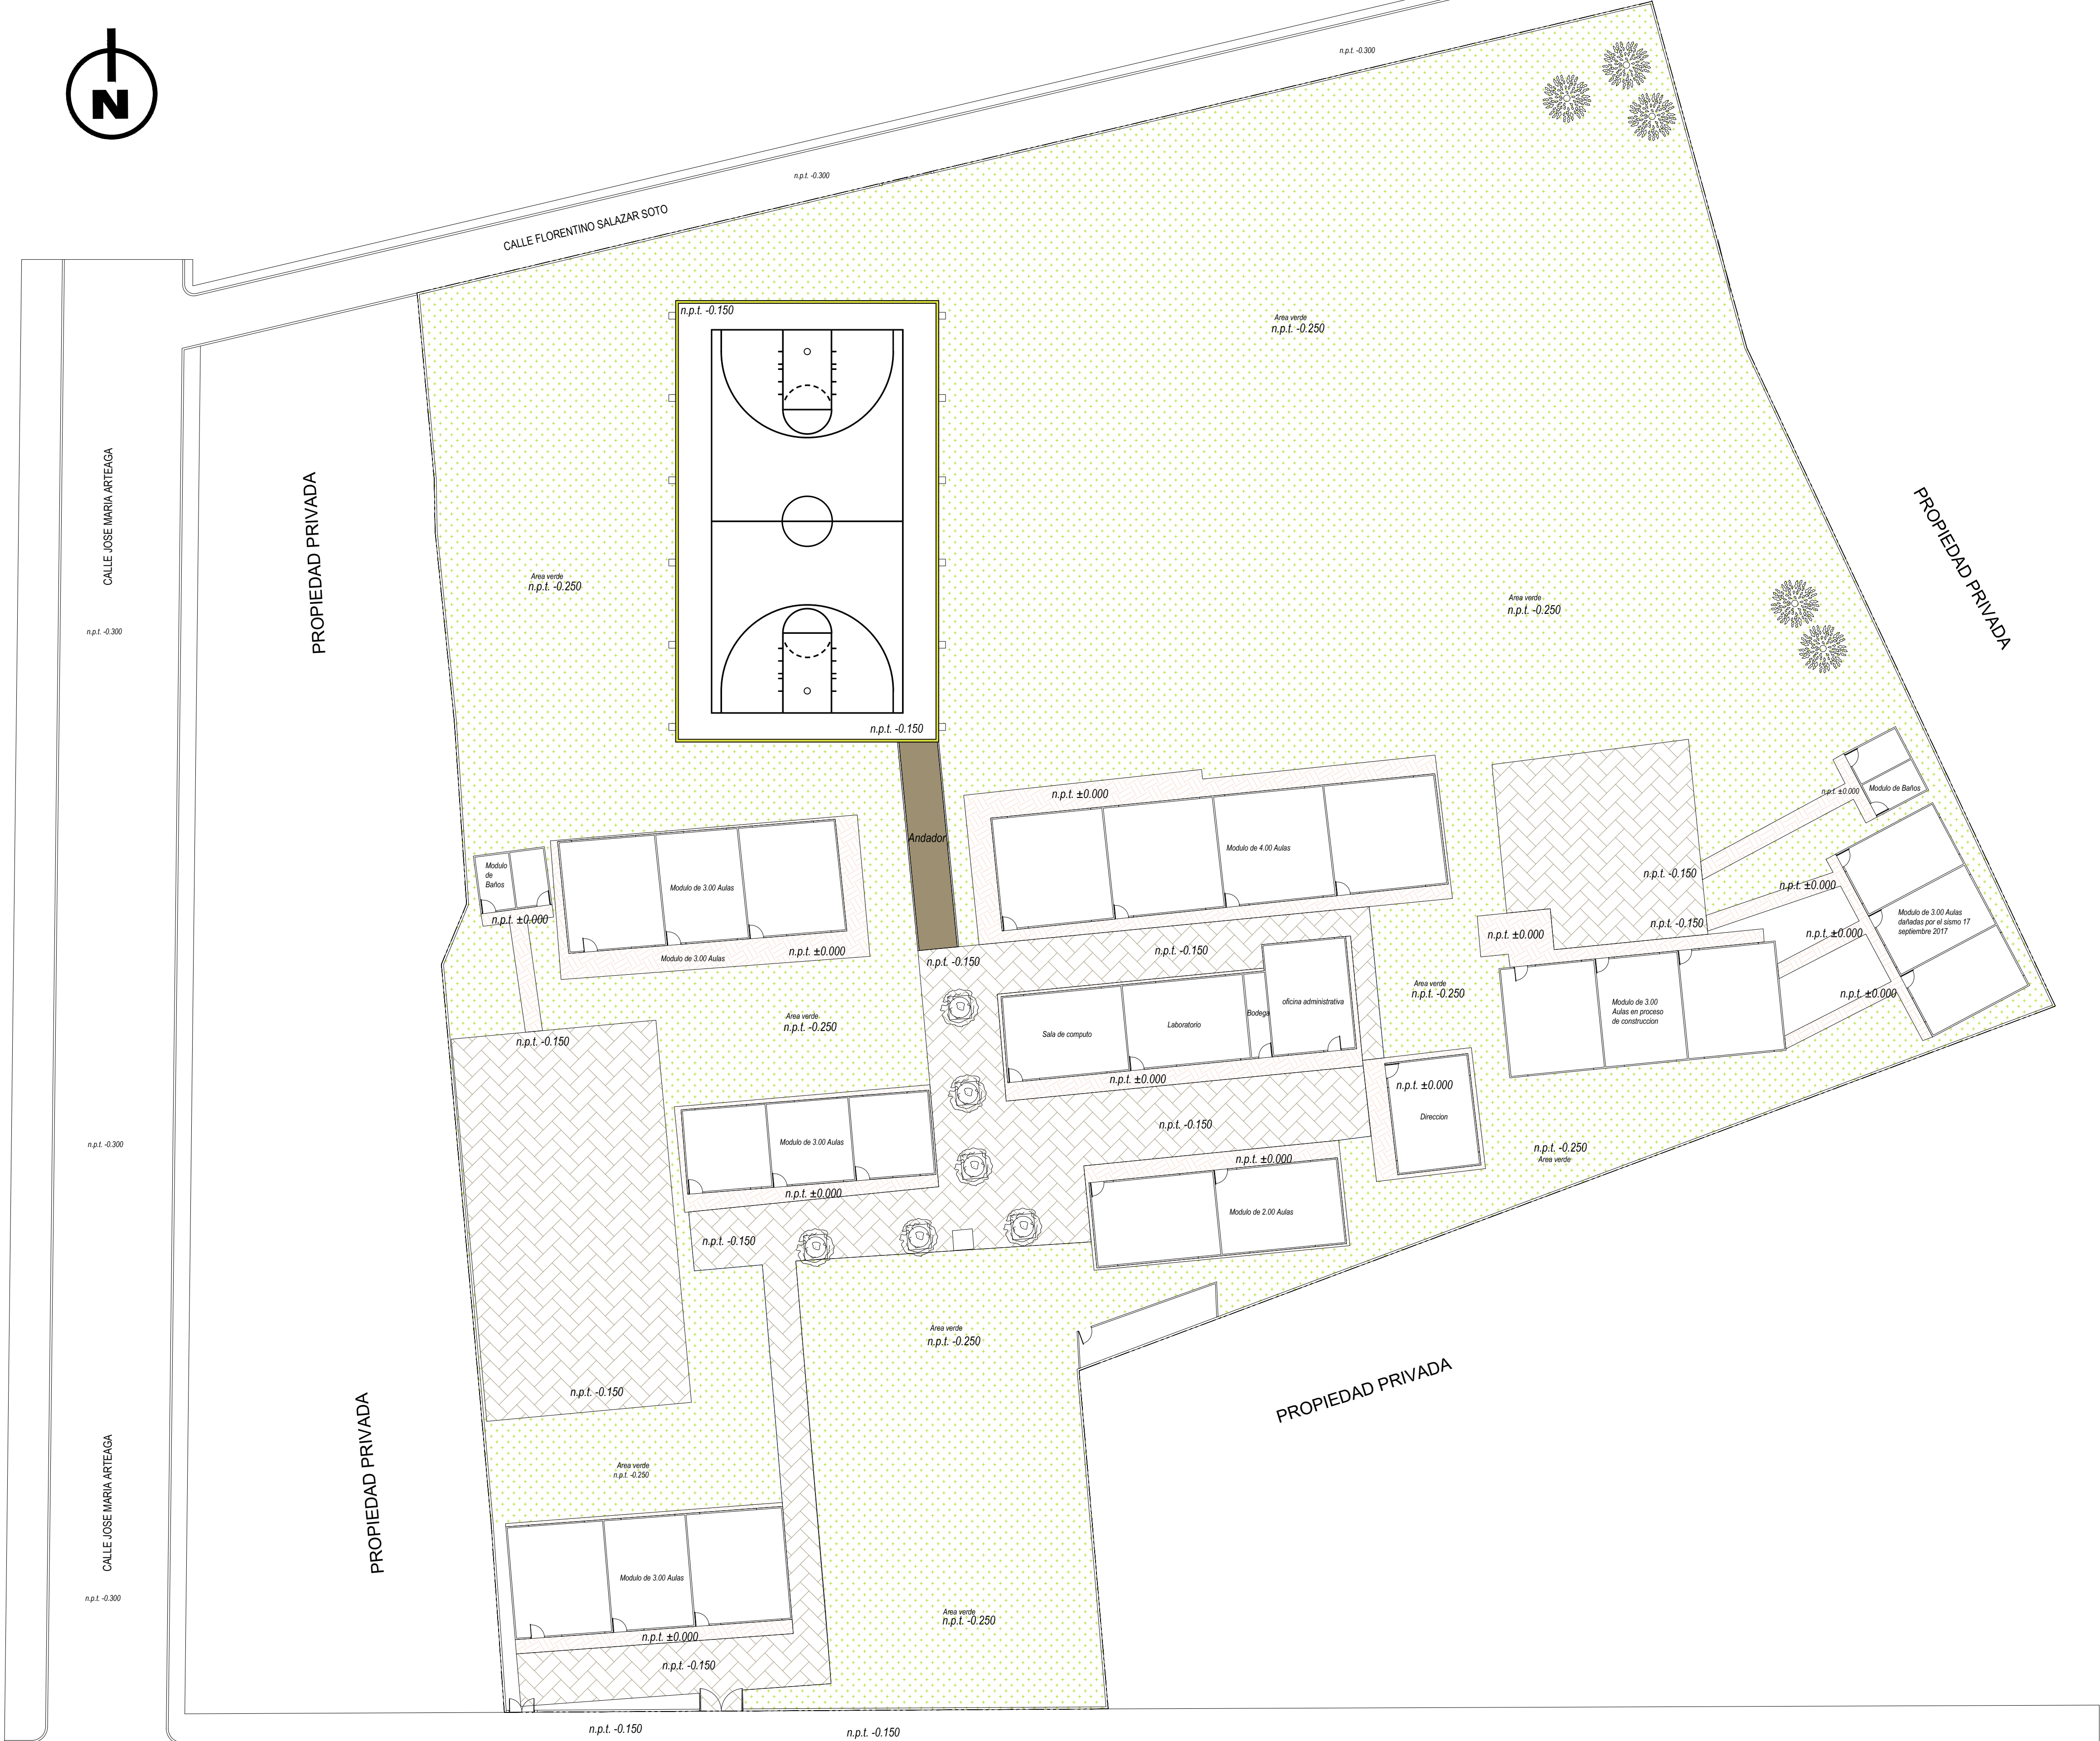 N
n.p.t. -0.300
n.p.t. -0.300
CALLE FLORENTINO SALAZAR SOTO
n.p.t. -0.150
Area verde
n.p.t. -0.250
CALLE JOSE MARIA ARTEAGA
PROPIEDAD PRIVADA
PROPIEDAD PRIVADA
Area verde
n.p.t. -0.250
Area verde
n.p.t. -0.250
n.p.t. -0.300
n.p.t. -0.150
n.p.t. ±0.000
n.p.t. ±0.000
Modulo de Baños
Andador
Modulo de 4.00 Aulas
Modulo
de
Baños
Modulo de 3.00 Aulas
n.p.t. -0.150
n.p.t. ±0.000
n.p.t. ±0.000
n.p.t. -0.150
Modulo de 3.00 Aulas
dañadas por el sismo 17
septiembre 2017
n.p.t. ±0.000
n.p.t. ±0.000
n.p.t. ±0.000
Modulo de 3.00 Aulas
n.p.t. -0.150
n.p.t. -0.150
Area verde
n.p.t. -0.250
n.p.t. ±0.000
oficina administrativa
Modulo de 3.00
Aulas en proceso
de construccion
Area verde
n.p.t. -0.250
Bodega
Sala de computo
Laboratorio
n.p.t. -0.150
n.p.t. ±0.000
n.p.t. ±0.000
Direccion
n.p.t. -0.150
n.p.t. -0.300
Modulo de 3.00 Aulas
n.p.t. -0.250
Area verde
n.p.t. ±0.000
n.p.t. ±0.000
Modulo de 2.00 Aulas
n.p.t. -0.150
Area verde
n.p.t. -0.250
PROPIEDAD PRIVADA
n.p.t. -0.150
PROPIEDAD PRIVADA
CALLE JOSE MARIA ARTEAGA
Area verde
n.p.t. -0.250
Modulo de 3.00 Aulas
n.p.t. -0.300
Area verde
n.p.t. -0.250
n.p.t. ±0.000
n.p.t. -0.150
n.p.t. -0.150
n.p.t. -0.150